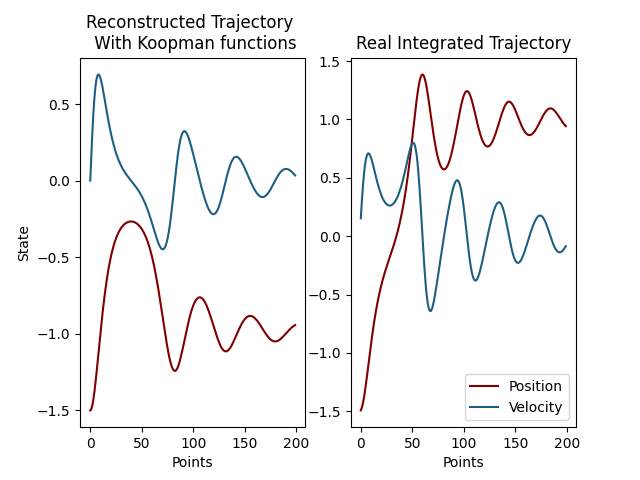 Reconstructed Trajectory
With Koopman functions
State
0.5
0.0
−0.5
−1.0
−1.5
0
50
100
150
200
Points
Real Integrated Trajectory
1.5
1.0
0.5
0.0
−0.5
−1.0
−1.5
Position
Velocity
0
50
100
150
200
Points